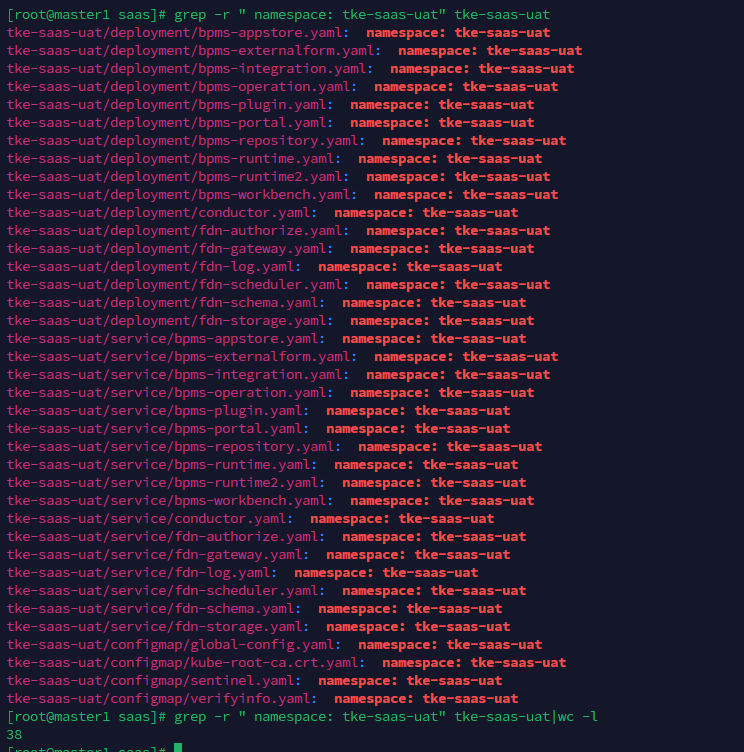 [root@master1 saas]# grep -r " namespace: tke-saas-uat" tke-saas-uat
tke-saas-uat/deployment/bpms-appstore.yaml:  namespace: tke-saas-uat
tke-saas-uat/deployment/bpms-externalform.yaml:  namespace: tke-saas-uat
tke-saas-uat/deployment/bpms-integration.yaml:  namespace: tke-saas-uat
tke-saas-uat/deployment/bpms-operation.yaml:  namespace: tke-saas-uat
tke-saas-uat/deployment/bpms-plugin.yaml:  namespace: tke-saas-uat
tke-saas-uat/deployment/bpms-portal.yaml:  namespace: tke-saas-uat
tke-saas-uat/deployment/bpms-repository.yaml:  namespace: tke-saas-uat
tke-saas-uat/deployment/bpms-runtime.yaml:  namespace: tke-saas-uat
tke-saas-uat/deployment/bpms-runtime2.yaml:  namespace: tke-saas-uat
tke-saas-uat/deployment/bpms-workbench.yaml:  namespace: tke-saas-uat
tke-saas-uat/deployment/conductor.yaml:  namespace: tke-saas-uat
tke-saas-uat/deployment/fdn-authorize.yaml:  namespace: tke-saas-uat
tke-saas-uat/deployment/fdn-gateway.yaml:  namespace: tke-saas-uat
tke-saas-uat/deployment/fdn-log.yaml:  namespace: tke-saas-uat
tke-saas-uat/deployment/fdn-scheduler.yaml:  namespace: tke-saas-uat
tke-saas-uat/deployment/fdn-schema.yaml:  namespace: tke-saas-uat
tke-saas-uat/deployment/fdn-storage.yaml:  namespace: tke-saas-uat
tke-saas-uat/service/bpms-appstore.yaml:  namespace: tke-saas-uat
tke-saas-uat/service/bpms-externalform.yaml:  namespace: tke-saas-uat
tke-saas-uat/service/bpms-integration.yaml:  namespace: tke-saas-uat
tke-saas-uat/service/bpms-operation.yaml:  namespace: tke-saas-uat
tke-saas-uat/service/bpms-plugin.yaml:  namespace: tke-saas-uat
tke-saas-uat/service/bpms-portal.yaml:  namespace: tke-saas-uat
tke-saas-uat/service/bpms-repository.yaml:  namespace: tke-saas-uat
tke-saas-uat/service/bpms-runtime.yaml:  namespace: tke-saas-uat
tke-saas-uat/service/bpms-runtime2.yaml:  namespace: tke-saas-uat
tke-saas-uat/service/bpms-workbench.yaml:  namespace: tke-saas-uat
tke-saas-uat/service/conductor.yaml:  namespace: tke-saas-uat
tke-saas-uat/service/fdn-authorize.yaml:  namespace: tke-saas-uat
tke-saas-uat/service/fdn-gateway.yaml:  namespace: tke-saas-uat
tke-saas-uat/service/fdn-log.yaml:  namespace: tke-saas-uat
tke-saas-uat/service/fdn-scheduler.yaml:  namespace: tke-saas-uat
tke-saas-uat/service/fdn-schema.yaml:  namespace: tke-saas-uat
tke-saas-uat/service/fdn-storage.yaml:  namespace: tke-saas-uat
tke-saas-uat/configmap/global-config.yaml:  namespace: tke-saas-uat
tke-saas-uat/configmap/kube-root-ca.crt.yaml:  namespace: tke-saas-uat
tke-saas-uat/configmap/sentinel.yaml:  namespace: tke-saas-uat
tke-saas-uat/configmap/verifyinfo.yaml:  namespace: tke-saas-uat
[root@master1 saas]# grep -r " namespace: tke-saas-uat" tke-saas-uat|wc -l
38
[root@master1 saas]#